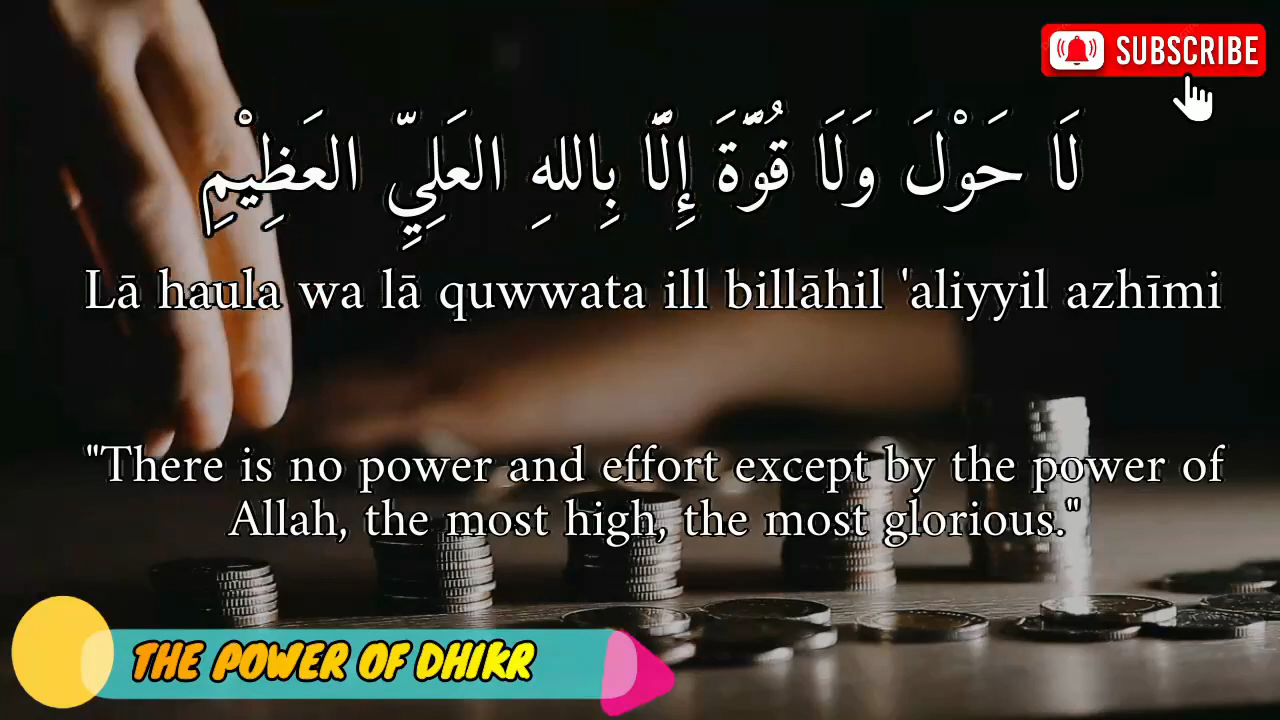 SUBSCRIBE
لَا حَوْلَ وَلَا قُوَّةَ إِلَّا بِاللهِ العَلِيِّ العَظِيْمِ
Lā haula wa lā quwwata ill billāhil 'aliyyil azhīmi
"There is no power and effort except by the power of
Allah, the most high, the most glorious."
THE POWER OF DHIKR